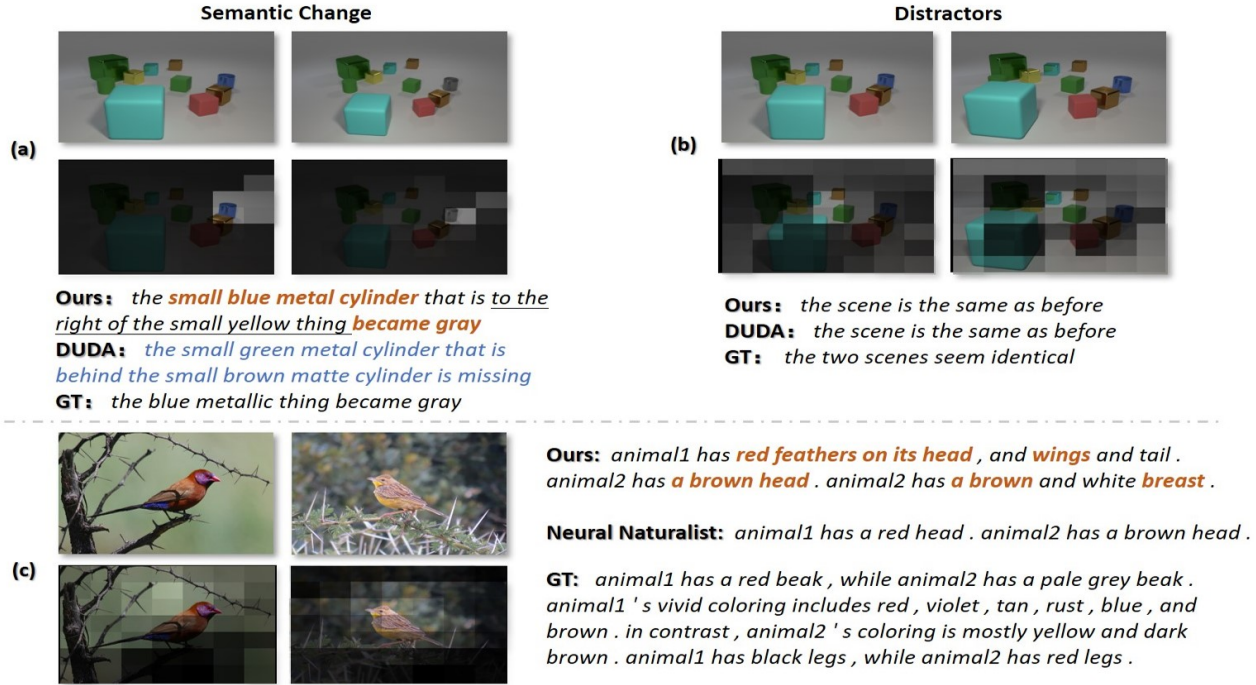 Semantic Change
Distractors
(a)
(b)
Ours： the small blue metal cylinder that is to the
right of the small yellow thing became gray
DUDA： the small green metal cylinder that is
behind the small brown matte cylinder is missing
GT： the blue metallic thing became gray
Ours： the scene is the same as before
DUDA： the scene is the same as before
GT： the two scenes seem identical
(c)
Ours: animal1 has red feathers on its head , and wings and tail .
animal2 has a brown head . animal2 has a brown and white breast .
Neural Naturalist: animal1 has a red head . animal2 has a brown head .
GT: animal1 has a red beak , while animal2 has a pale grey beak .
animal1 ' s vivid coloring includes red , violet , tan , rust , blue , and
brown . in contrast , animal2 ' s coloring is mostly yellow and dark
brown . animal1 has black legs , while animal2 has red legs .